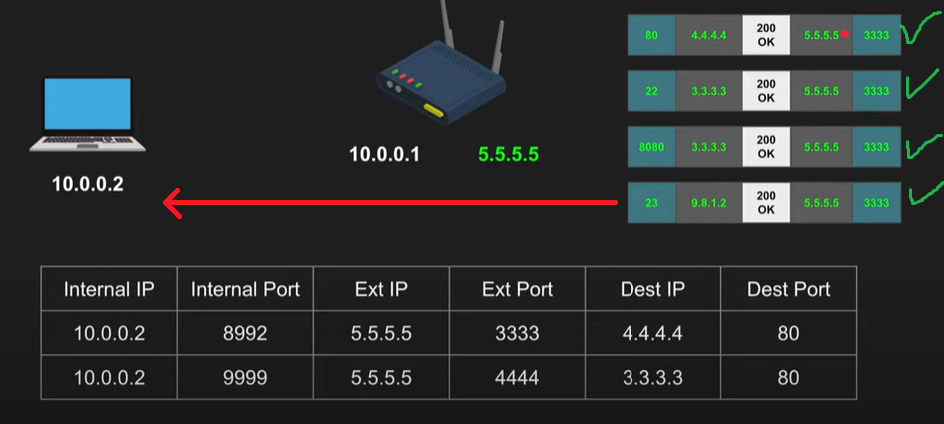 80 4.4.4.4 200 OK 5.5.5.5 3333
22 3.3.3.3 200 OK 5.5.5.5 3333
8080 3.3.3.3 200 OK 5.5.5.5 3333
23 9.8.1.2 200 OK 5.5.5.5 3333
10.0.0.1 5.5.5.5
10.0.0.2
Internal IP Internal Port Ext IP Ext Port Dest IP Dest Port
10.0.0.2 8992 5.5.5.5 3333 4.4.4.4 80
10.0.0.2 9999 5.5.5.5 4444 3.3.3.3 80